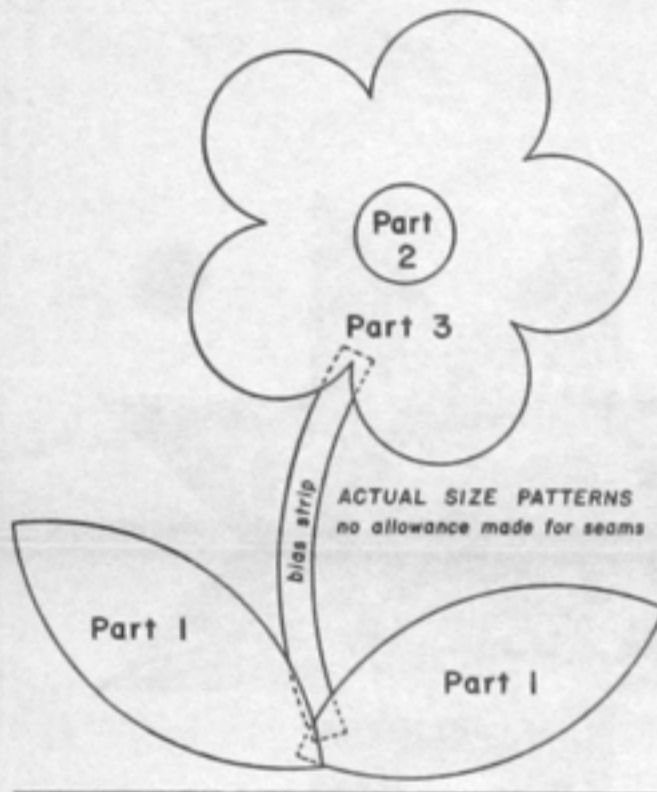 Part
2
Part 3
bias strip
ACTUAL SIZE PATTERNS
no allowance made for seams
Part 1
Part 1